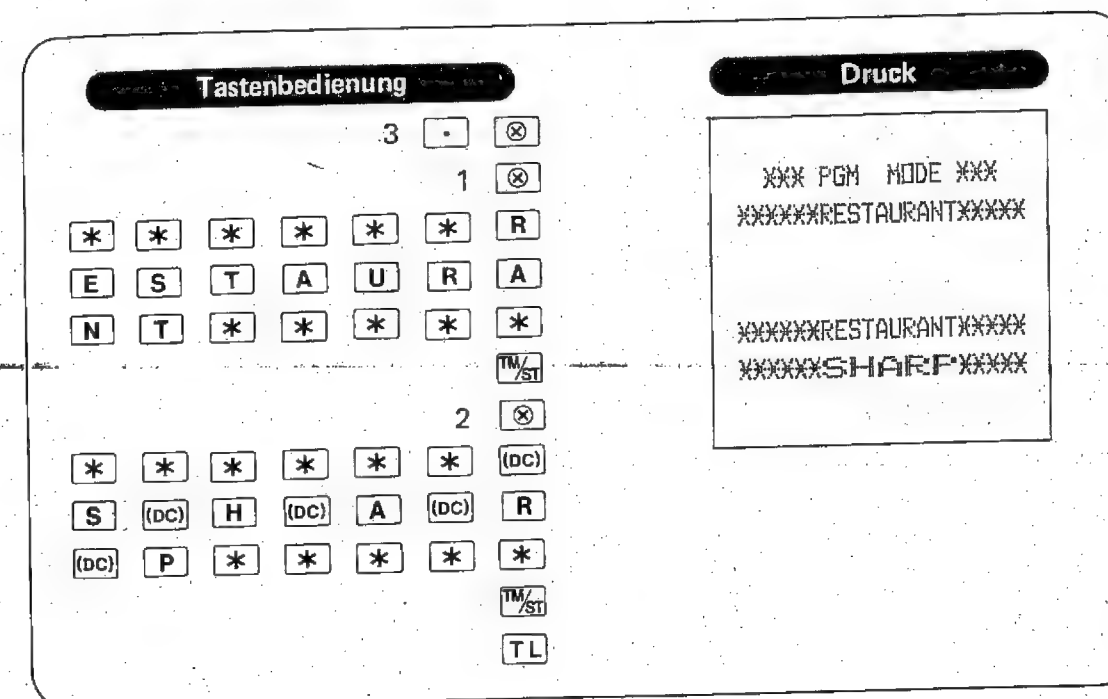 Tastenbedienung
3 . ⊗
1 ⊗
* * * * * * R
E S T A U R A
N T * * * * *
TM/ST
2 ⊗
* * * * * * (DC)
S (DC) H (DC) A (DC) R
(DC) P * * * * *
TM/ST
TL
Druck
*** PGM MODE ***
******RESTAURANT*****
******RESTAURANT*****
******SHARP*****